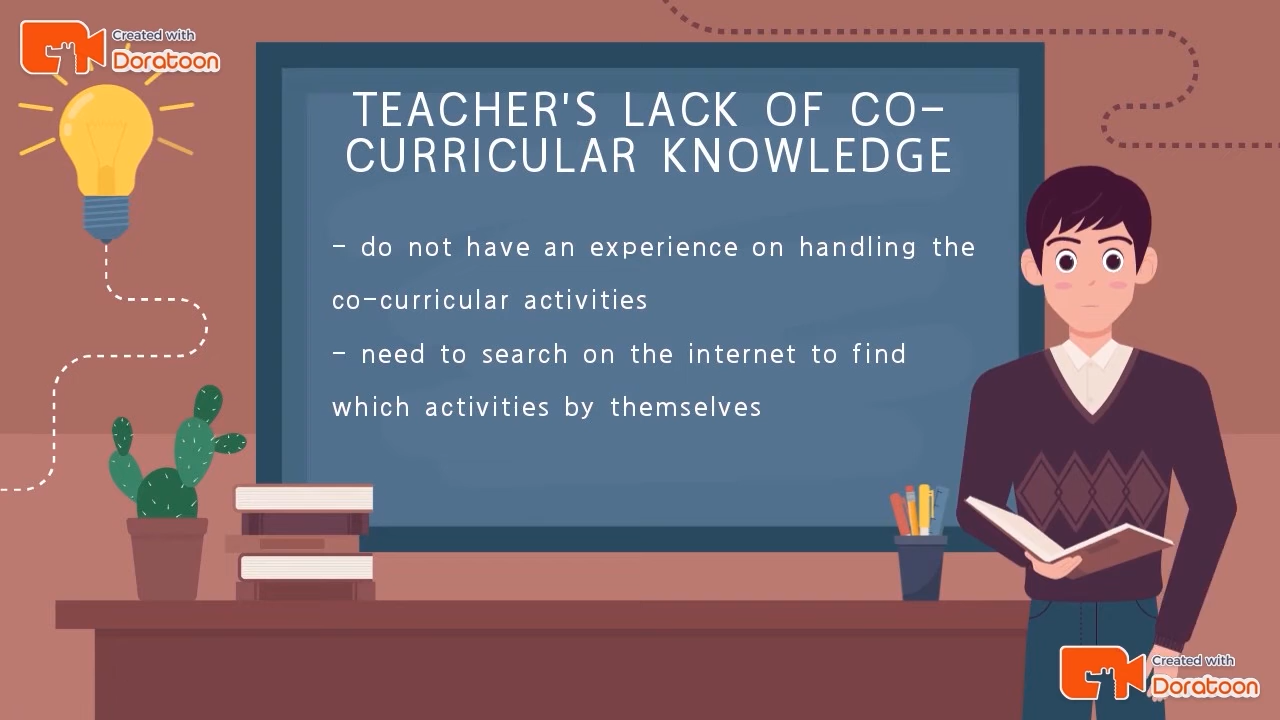 Created with
Doratoon
TEACHER'S LACK OF CO-
CURRICULAR KNOWLEDGE
- do not have an experience on handling the
co-curricular activities
- need to search on the internet to find
which activities by themselves
Created with
Doratoon